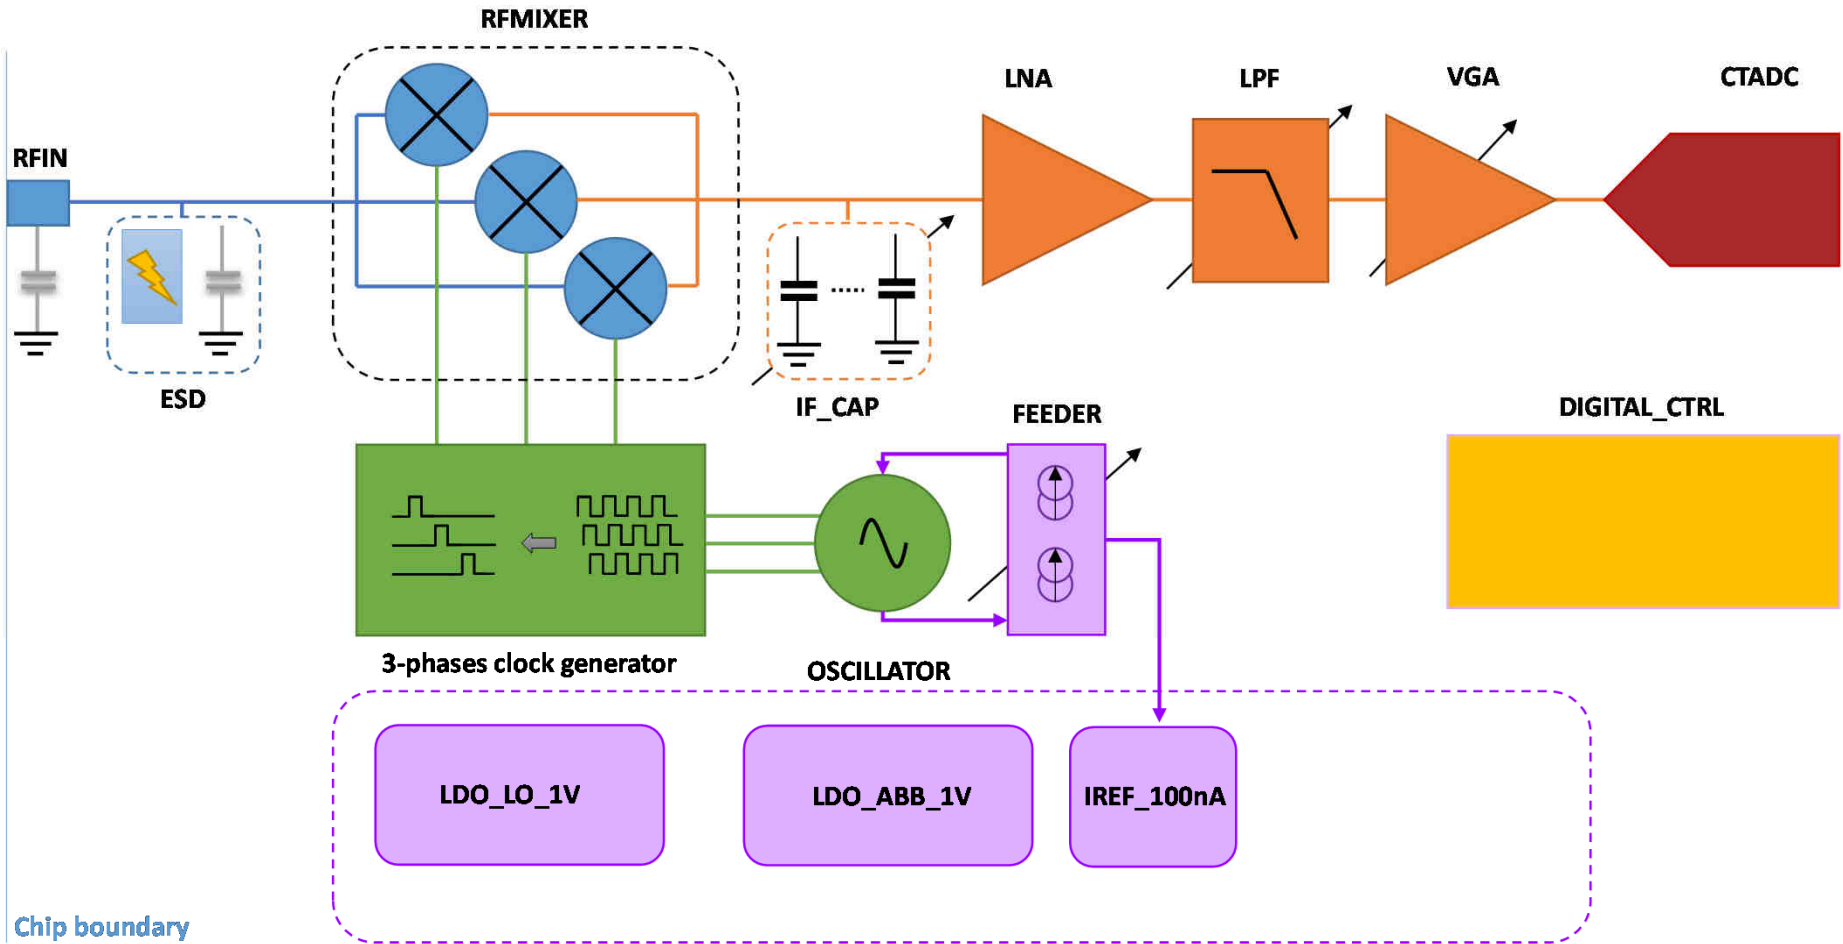 RFMIXER
LNA
LPF
VGA
CTADC
RFIN
ESD
IF_CAP
FEEDER
DIGITAL_CTRL
3-phases clock generator
OSCILLATOR
LDO_LO_1V
LDO_ABB_1V
IREF_100nA
Chip boundary